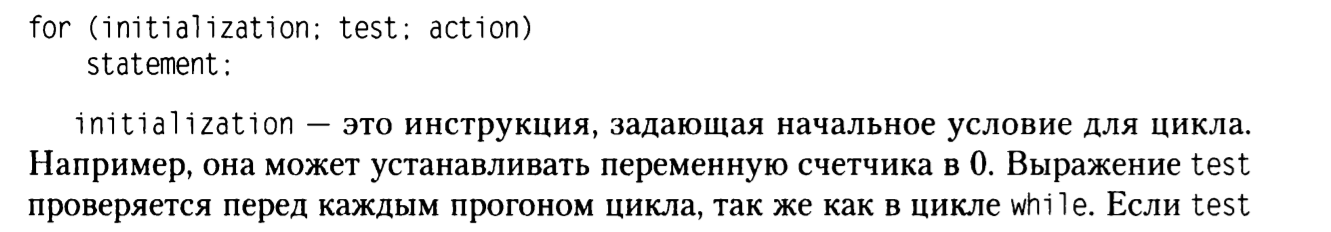 for (initialization; test; action)
    statement;
initialization — это инструкция, задающая начальное условие для цикла.
Например, она может устанавливать переменную счетчика в 0. Выражение test
проверяется перед каждым прогоном цикла, так же как в цикле while. Если test